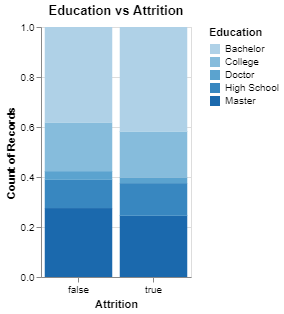 Education vs Attrition
Education
Bachelor
College
Doctor
High School
Master
Count of Records
1.0
0.8
0.6
0.4
0.2
0.0
false
true
Attrition